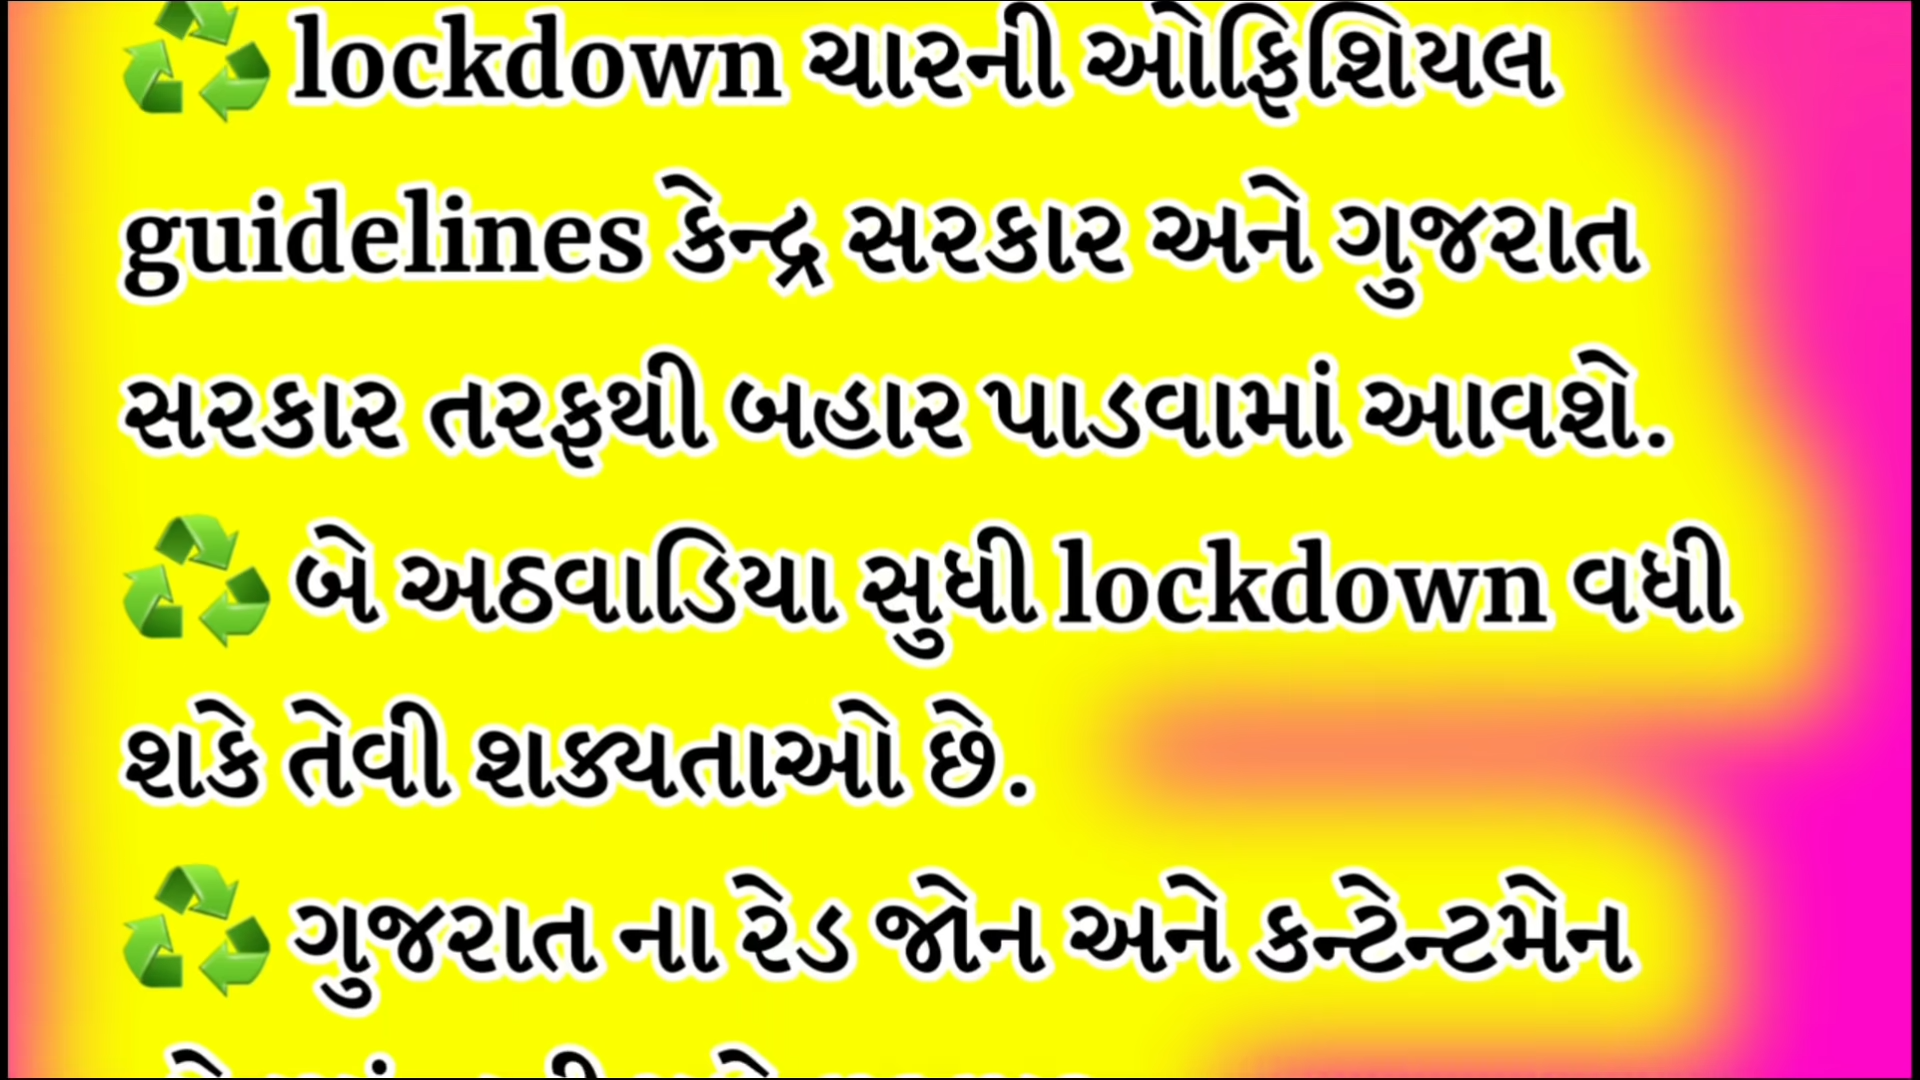 ♻️ lockdown ચારની ઓફિશિયલ
guidelines કેન્દ્ર સરકાર અને ગુજરાત
સરકાર તરફથી બહાર પાડવામાં આવશે.
♻️ બે અઠવાડિયા સુધી lockdown વધી
શકે તેવી શક્યતાઓ છે.
♻️ ગુજરાત ના રેડ જોન અને કન્ટેન્ટમેન